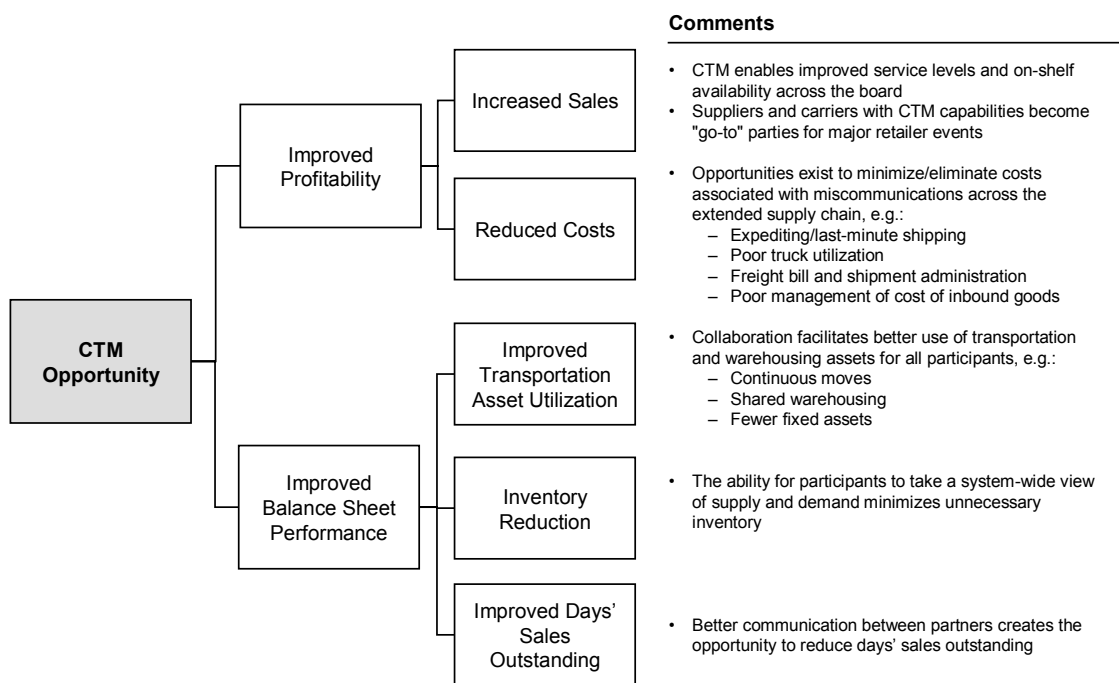 Comments
Increased Sales
• CTM enables improved service levels and on-shelf
availability across the board
• Suppliers and carriers with CTM capabilities become
"go-to" parties for major retailer events
Improved
Profitability
Reduced Costs
• Opportunities exist to minimize/eliminate costs
associated with miscommunications across the
extended supply chain, e.g.:
– Expediting/last-minute shipping
– Poor truck utilization
– Freight bill and shipment administration
– Poor management of cost of inbound goods
CTM
Opportunity
Improved
Transportation
Asset Utilization
• Collaboration facilitates better use of transportation
and warehousing assets for all participants, e.g.:
– Continuous moves
– Shared warehousing
– Fewer fixed assets
Improved
Balance Sheet
Performance
Inventory
Reduction
• The ability for participants to take a system-wide view
of supply and demand minimizes unnecessary
inventory
Improved Days’
Sales
Outstanding
• Better communication between partners creates the
opportunity to reduce days’ sales outstanding